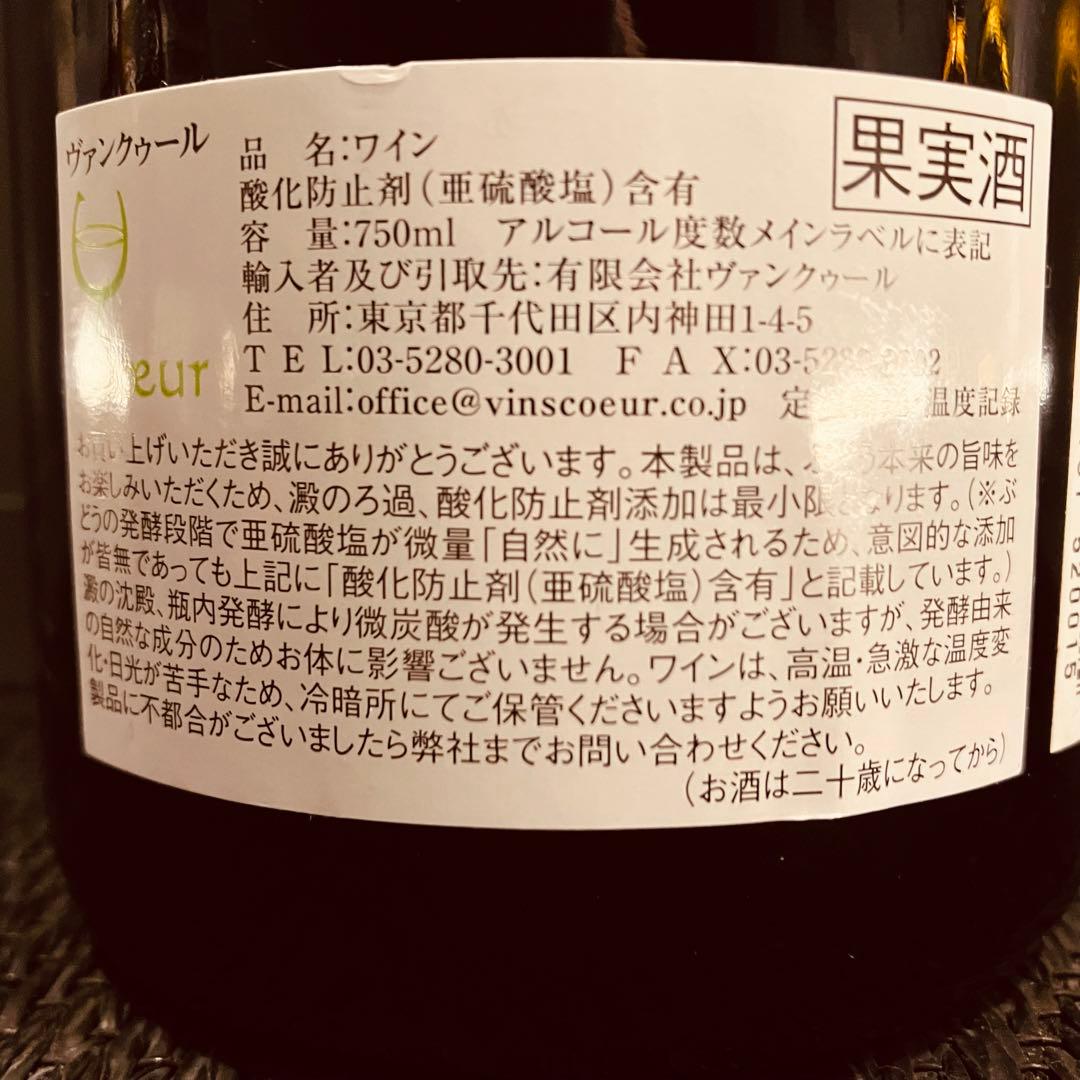 ヴァンクゥール
果実酒
品　名:ワイン
酸化防止剤(亜硫酸塩)含有
容　量:750ml　アルコール度数メインラベルに表記
輸入者及び引取先:有限会社ヴァンクゥール
住　所:東京都千代田区内神田1-4-5
TEL:03-5280-3001　FAX:03-
E-mail:office@vinscoeur.co.jp　定 温度記録
eur
お買い上げいただき誠にありがとうございます。本製品は、ぶどう本来の旨味を
お楽しみいただくため、澱のろ過、酸化防止剤添加は最小限となります。(※ぶ
どうの発酵段階で亜硫酸塩が微量「自然に」生成されるため、意図的な添加
が皆無であっても上記に「酸化防止剤(亜硫酸塩)含有」と記載しています。)
澱の沈殿、瓶内発酵により微炭酸が発生する場合がございますが、発酵由来
の自然な成分のためお体に影響ございません。ワインは、高温・急激な温度変
化・日光が苦手なため、冷暗所にてご保管くださいますようお願いいたします。
製品に不都合がございましたら弊社までお問い合わせください。
(お酒は二十歳になってから)